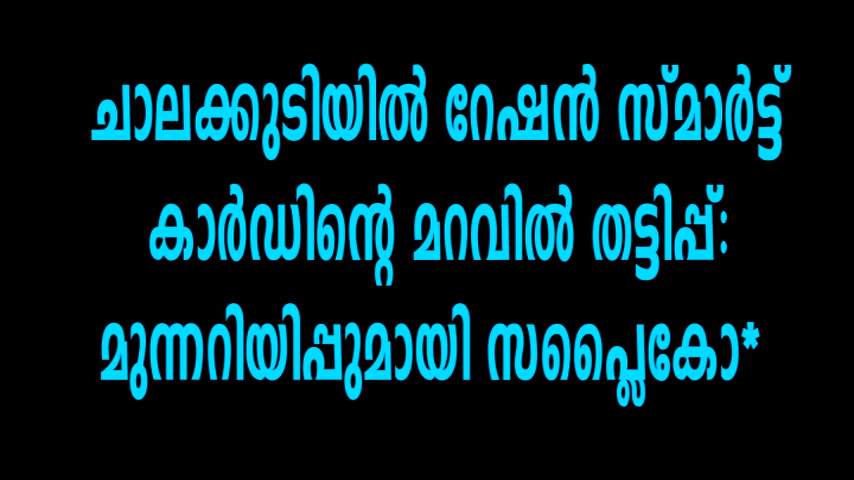 ചാലക്കുടിയിൽ റേഷൻ സ്മാർട്ട്
കാർഡിൻ്റെ മറവിൽ തട്ടിപ്പ്:
മുന്നറിയിപ്പുമായി സപ്ലൈകോ*